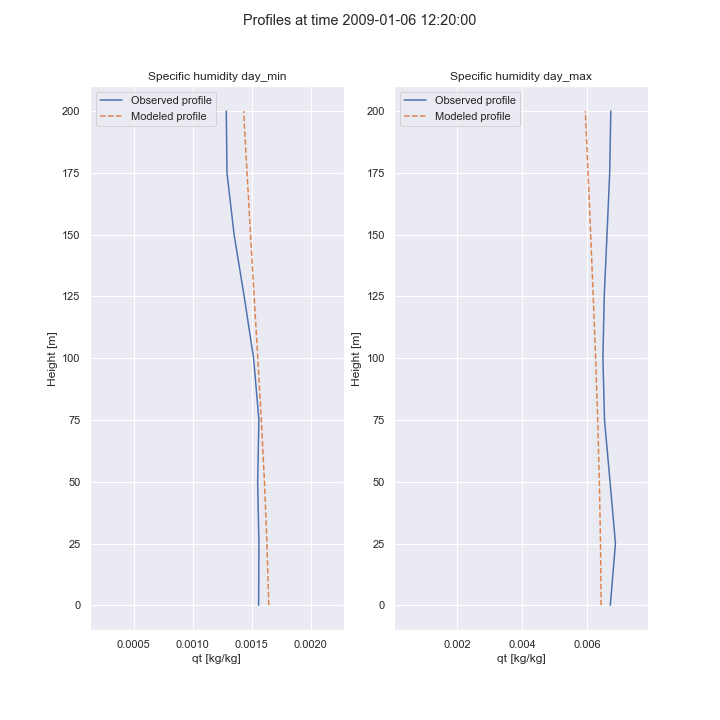 Profiles at time 2009-01-06 12:20:00
Specific humidity day_min
Observed profile
Modeled profile
200
175
150
125
100
75
50
25
0
Height [m]
0.0005 0.0010 0.0015 0.0020
qt [kg/kg]
Specific humidity day_max
Observed profile
Modeled profile
200
175
150
125
100
75
50
25
0
Height [m]
0.002 0.004 0.006
qt [kg/kg]